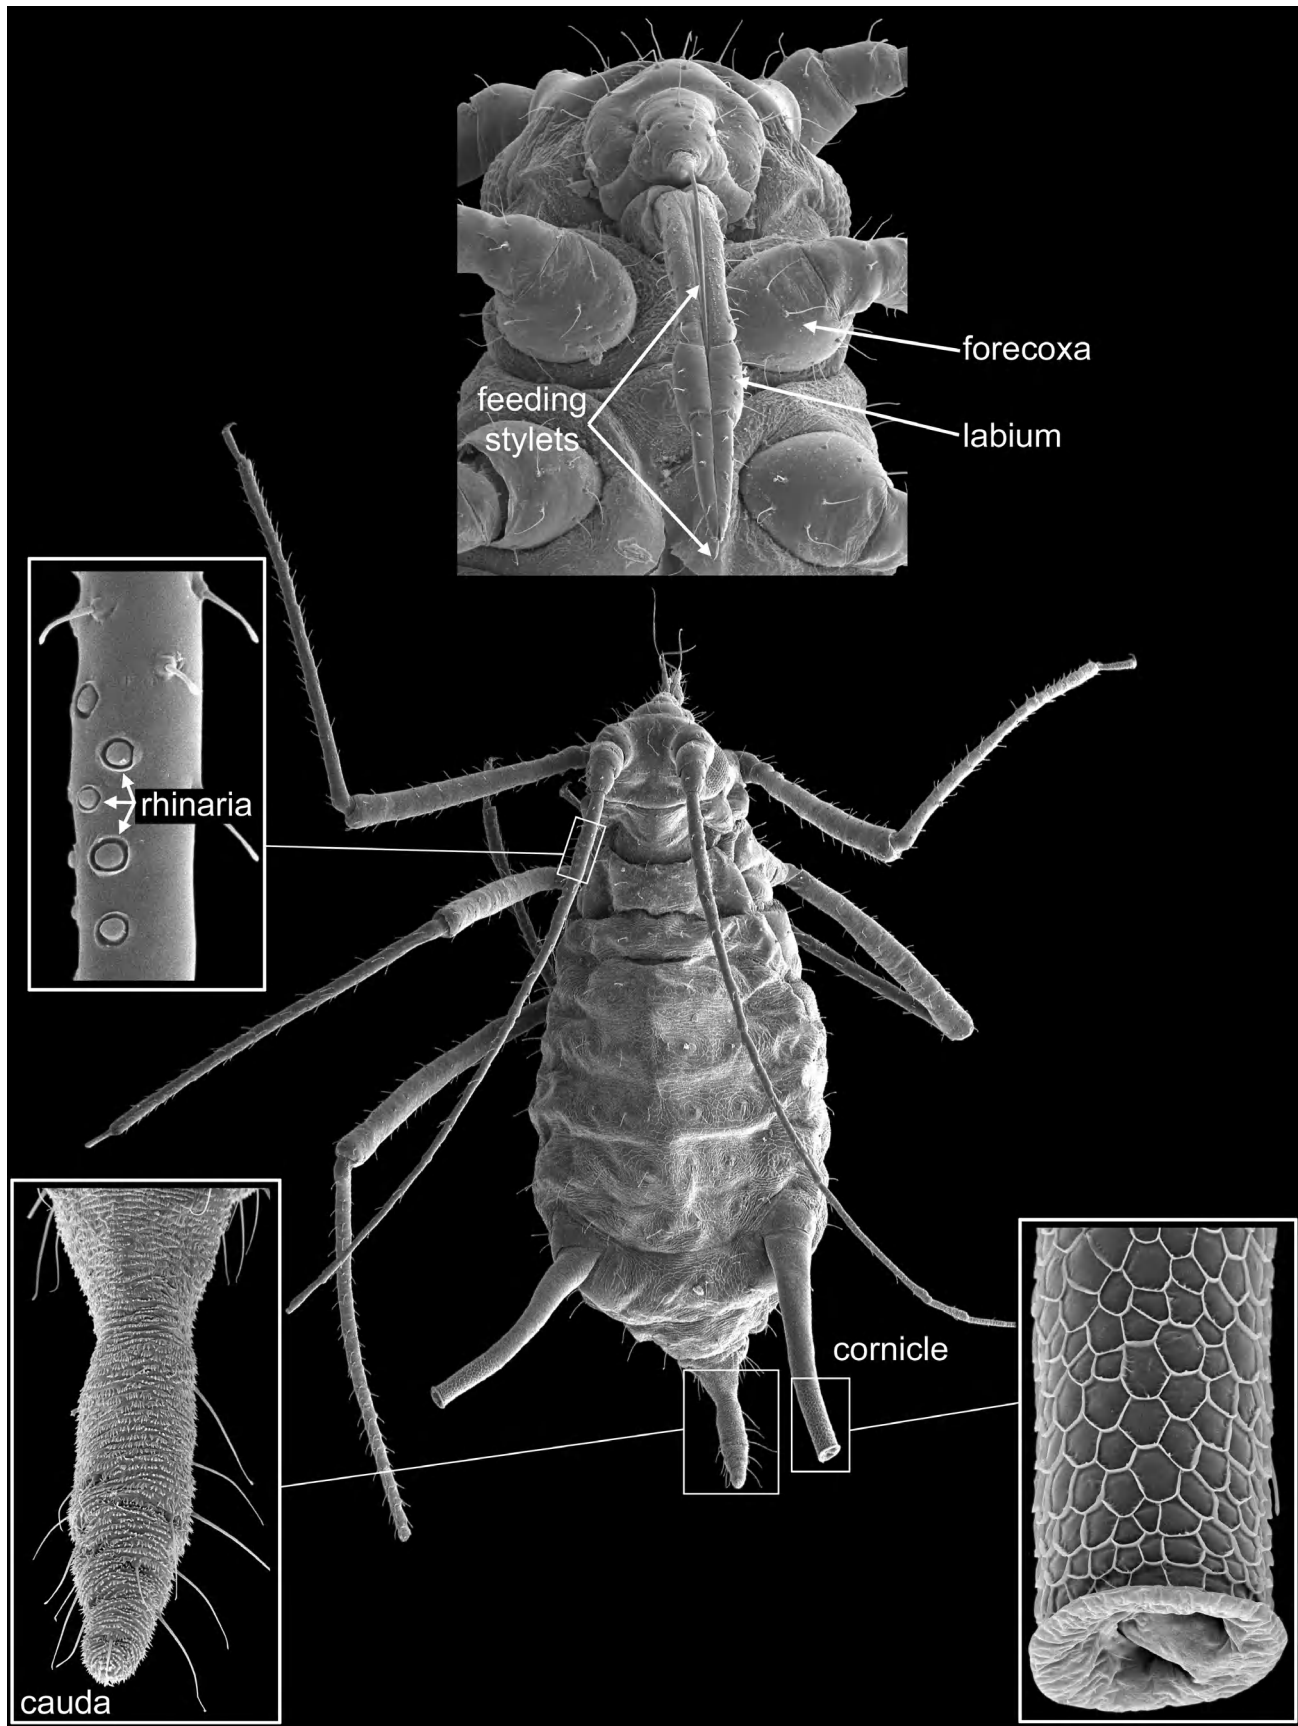 forecoxa
feeding
stylets
labium
rhinaria
cornicle
cauda